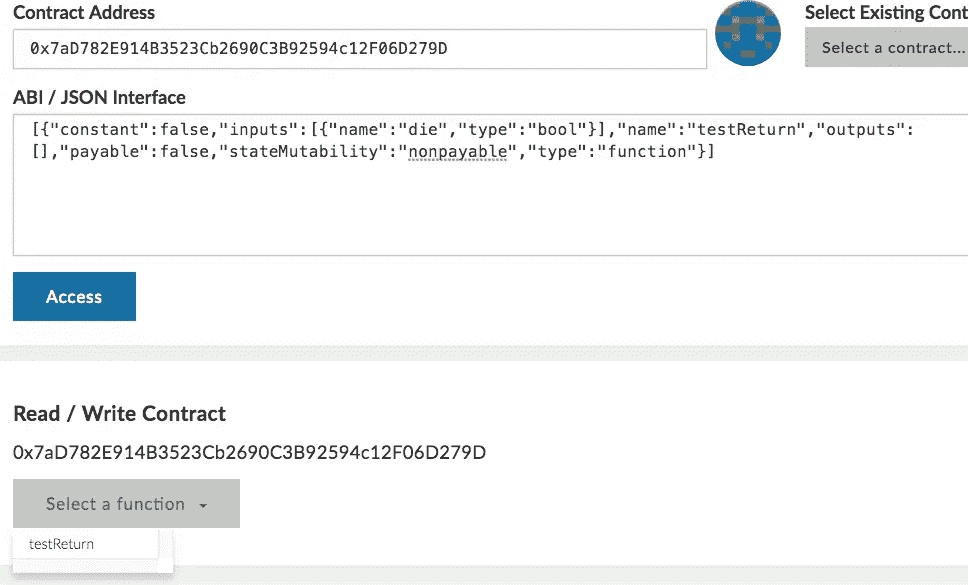 Contract Address
Select Existing Cont
0x7aD782E914B3523Cb2690C3B92594c12F06D279D
Select a contract...
ABI / JSON Interface
[{"constant":false,"inputs":[{"name":"die","type":"bool"}],"name":"testReturn","outputs":
[],"payable":false,"stateMutability":"nonpayable","type":"function"}]
Access
Read / Write Contract
0x7aD782E914B3523Cb2690C3B92594c12F06D279D
Select a function
testReturn